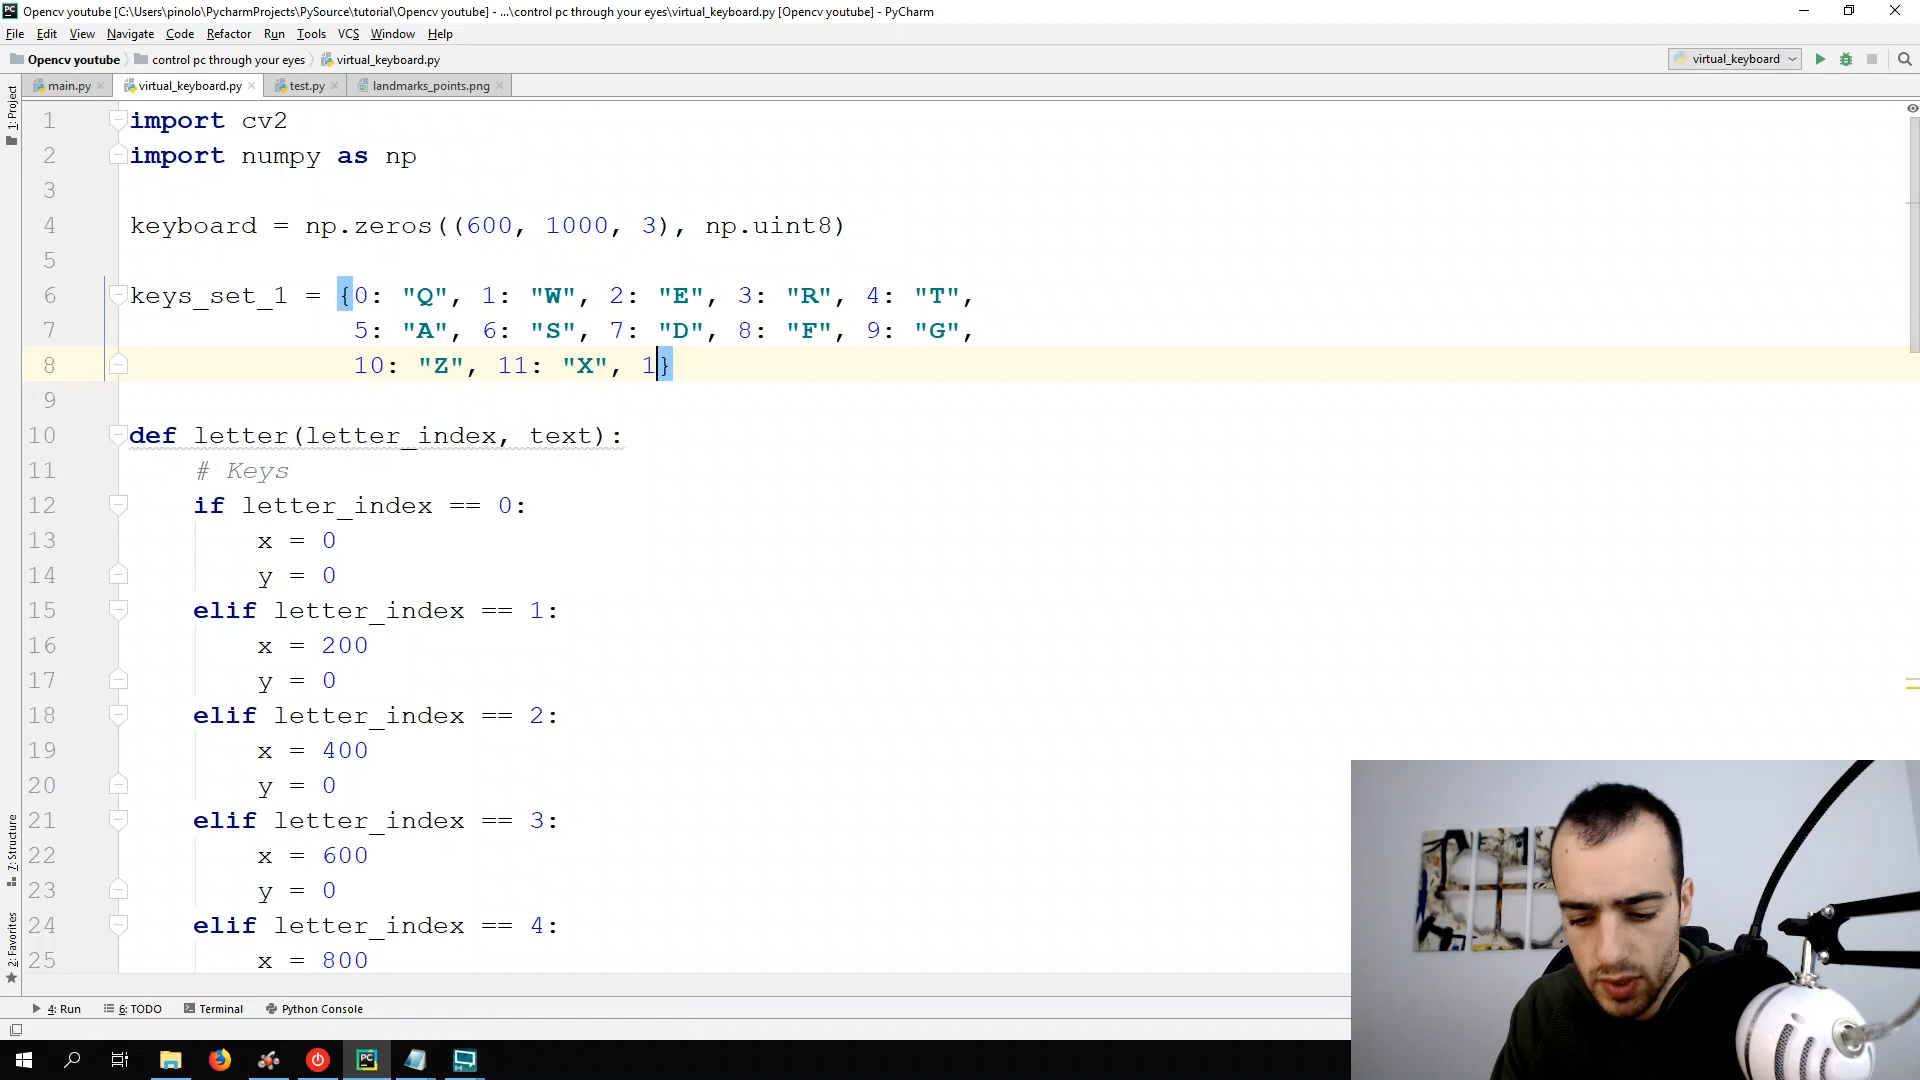 Opencv youtube [C:\Users\pinolo\PycharmProjects\PySource\tutorial\Opencv youtube] - ...\control pc through your eyes\virtual_keyboard.py [Opencv youtube] - PyCharm
File Edit View Navigate Code Refactor Run Tools VCS Window Help
Opencv youtube control pc through your eyes virtual_keyboard.py virtual_keyboard
main.py virtual_keyboard.py test.py landmarks_points.png
1: Project
1 import cv2
2 import numpy as np
3
4 keyboard = np.zeros((600, 1000, 3), np.uint8)
5
6 keys_set_1 = {0: "Q", 1: "W", 2: "E", 3: "R", 4: "T",
7 5: "A", 6: "S", 7: "D", 8: "F", 9: "G",
8 10: "Z", 11: "X", 1}
9
10 def letter(letter_index, text):
11 # Keys
12 if letter_index == 0:
13 x = 0
14 y = 0
15 elif letter_index == 1:
16 x = 200
17 y = 0
18 elif letter_index == 2:
19 x = 400
20 y = 0
21 elif letter_index == 3:
22 x = 600
23 y = 0
24 elif letter_index == 4:
25 x = 800
7: Structure
2: Favorites
4: Run 6: TODO Terminal Python Console
PC